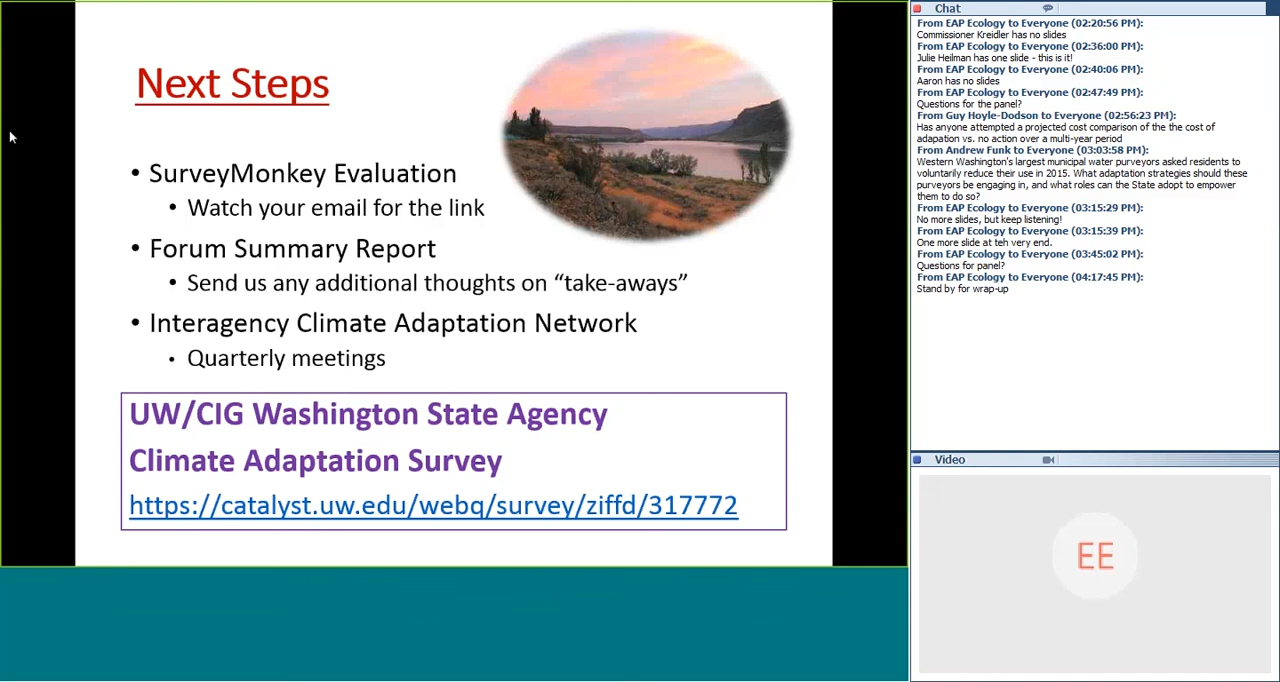 Next Steps
• SurveyMonkey Evaluation
• Watch your email for the link
• Forum Summary Report
• Send us any additional thoughts on “take-aways”
• Interagency Climate Adaptation Network
• Quarterly meetings
UW/CIG Washington State Agency
Climate Adaptation Survey
https://catalyst.uw.edu/webq/survey/ziffd/317772
Chat
From EAP Ecology to Everyone (02:20:56 PM):
Commissioner Kreidler has no slides
From EAP Ecology to Everyone (02:36:00 PM):
Julie Heilman has one slide - this is it!
From EAP Ecology to Everyone (02:40:06 PM):
Aaron has no slides
From EAP Ecology to Everyone (02:47:49 PM):
Questions for the panel?
From Guy Hoyle-Dodson to Everyone (02:56:23 PM):
Has anyone attempted a projected cost comparison of the the cost of
adapation vs. no action over a multi-year period
From Andrew Funk to Everyone (03:03:58 PM):
Western Washington's largest municipal water purveyors asked residents to
voluntarily reduce their use in 2015. What adaptation strategies should these
purveyors be engaging in, and what roles can the State adopt to empower
them to do so?
From EAP Ecology to Everyone (03:15:29 PM):
No more slides, but keep listening!
From EAP Ecology to Everyone (03:15:39 PM):
One more slide at teh very end.
From EAP Ecology to Everyone (03:45:02 PM):
Questions for panel?
From EAP Ecology to Everyone (04:17:45 PM):
Stand by for wrap-up
Video
EE